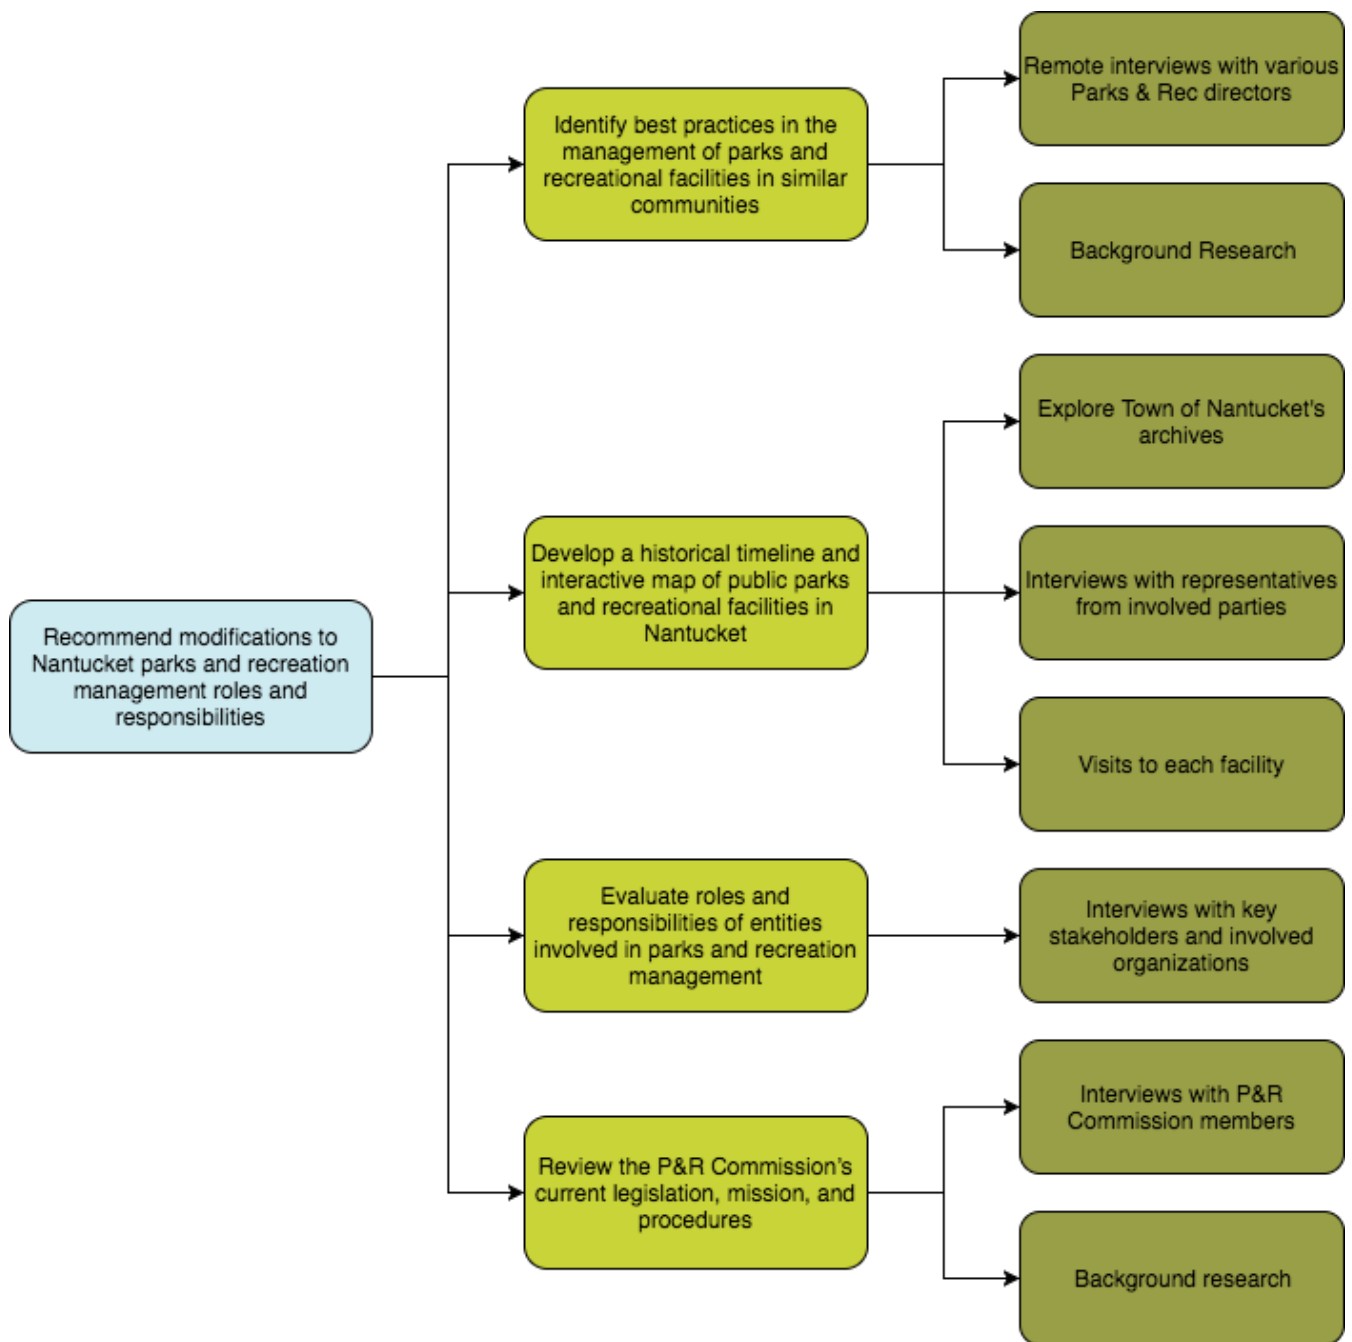 Remote interviews with various
Parks & Rec directors
Identify best practices in the
management of parks and
recreational facilities in similar
communities
Background Research
Explore Town of Nantucket's
archives
Develop a historical timeline and
interactive map of public parks
and recreational facilities in
Nantucket
Interviews with representatives
from involved parties
Recommend modifications to
Nantucket parks and recreation
management roles and
responsibilities
Visits to each facility
Evaluate roles and
responsibilities of entities
involved in parks and recreation
management
Interviews with key
stakeholders and involved
organizations
Interviews with P&R
Commission members
Review the P&R Commission’s
current legislation, mission, and
procedures
Background research